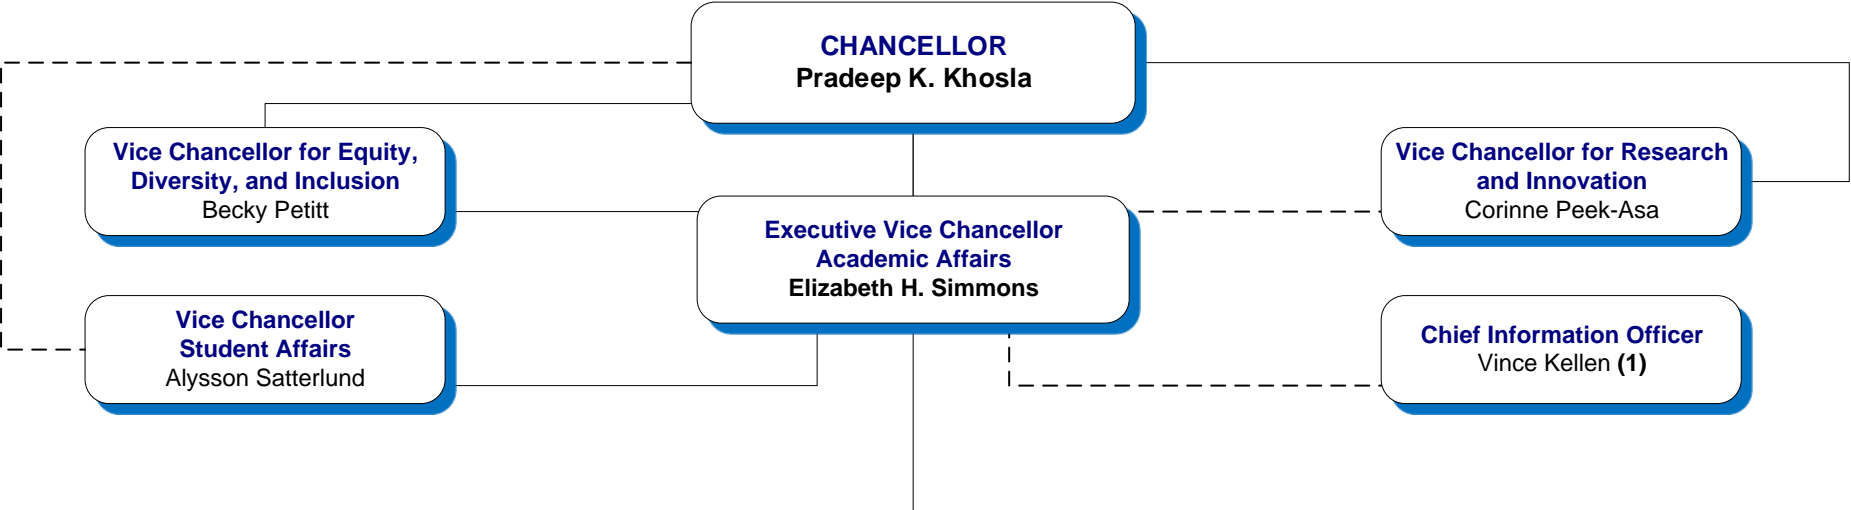 CHANCELLOR
Pradeep K. Khosla
Vice Chancellor for Equity,
Diversity, and Inclusion
Becky Petitt
Vice Chancellor for Research
and Innovation
Corinne Peek-Asa
Executive Vice Chancellor
Academic Affairs
Elizabeth H. Simmons
Vice Chancellor
Student Affairs
Alysson Satterlund
Chief Information Officer
Vince Kellen (1)